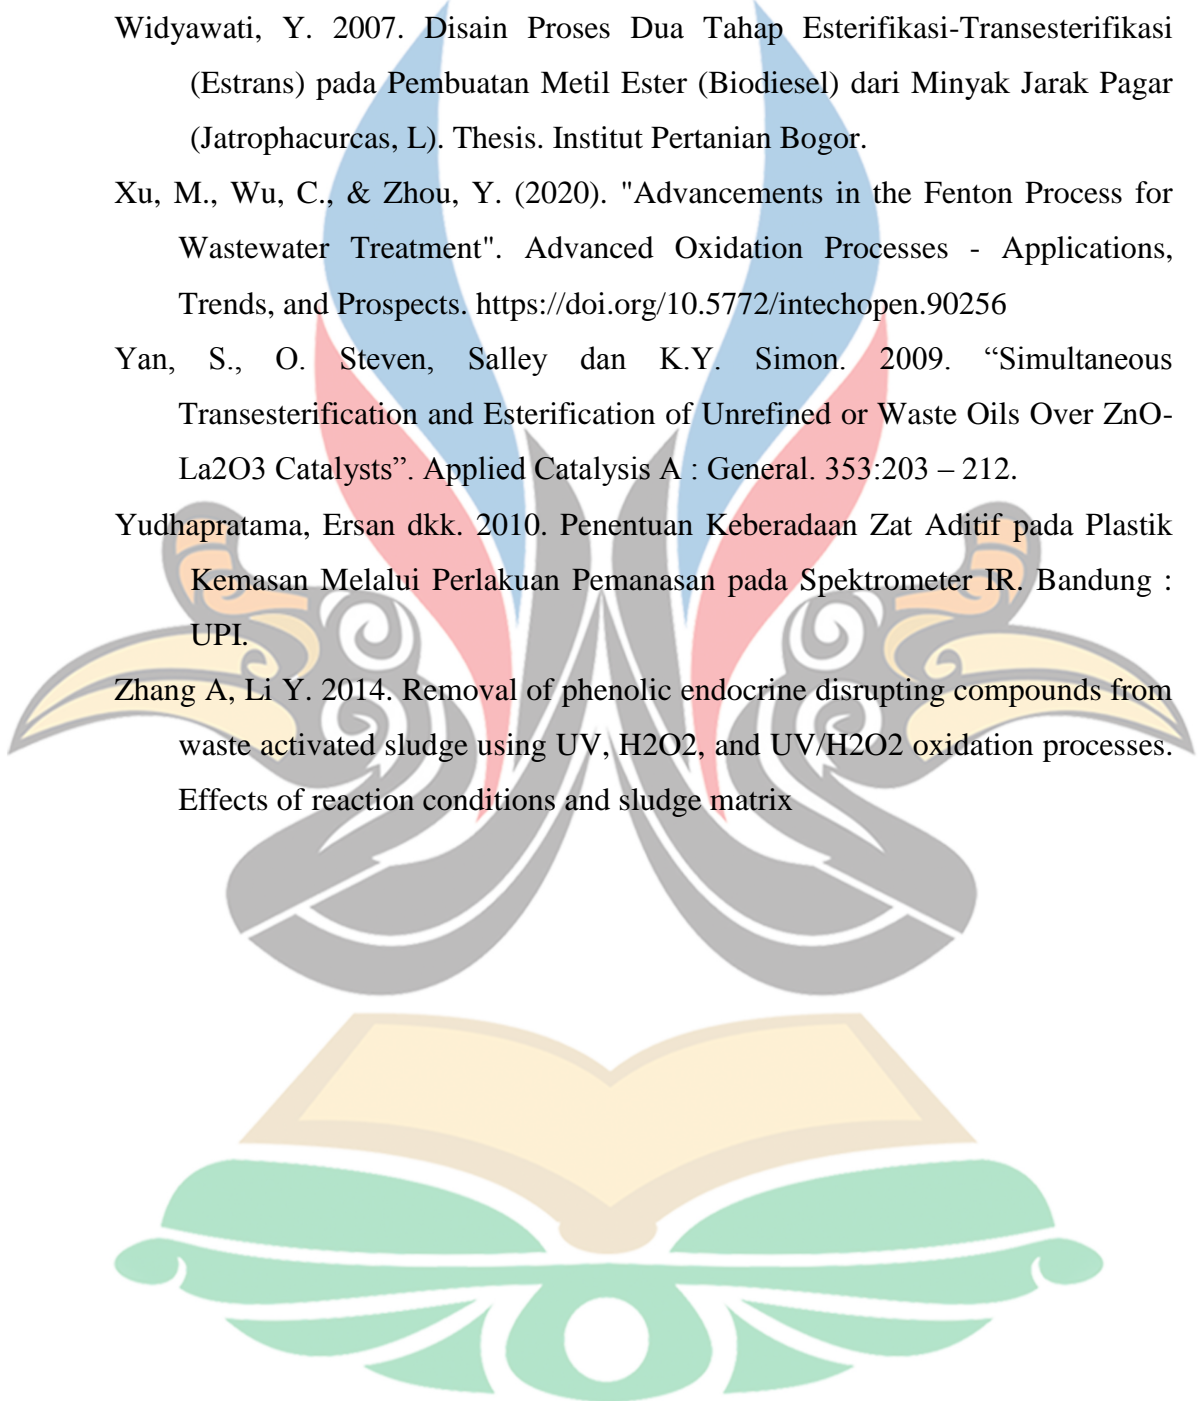 Widyawati, Y. 2007. Disain Proses Dua Tahap Esterifikasi-Transesterifikasi
(Estrans) pada Pembuatan Metil Ester (Biodiesel) dari Minyak Jarak Pagar
(Jatrophacurcas, L). Thesis. Institut Pertanian Bogor.
Xu, M., Wu, C., & Zhou, Y. (2020). "Advancements in the Fenton Process for
Wastewater Treatment". Advanced Oxidation Processes - Applications,
Trends, and Prospects. https://doi.org/10.5772/intechopen.90256
Yan, S., O. Steven, Salley dan K.Y. Simon. 2009. “Simultaneous
Transesterification and Esterification of Unrefined or Waste Oils Over ZnO-
La2O3 Catalysts”. Applied Catalysis A : General. 353:203 – 212.
Yudhapratama, Ersan dkk. 2010. Penentuan Keberadaan Zat Aditif pada Plastik
Kemasan Melalui Perlakuan Pemanasan pada Spektrometer IR. Bandung :
UPI.
Zhang A, Li Y. 2014. Removal of phenolic endocrine disrupting compounds from
waste activated sludge using UV, H2O2, and UV/H2O2 oxidation processes.
Effects of reaction conditions and sludge matrix